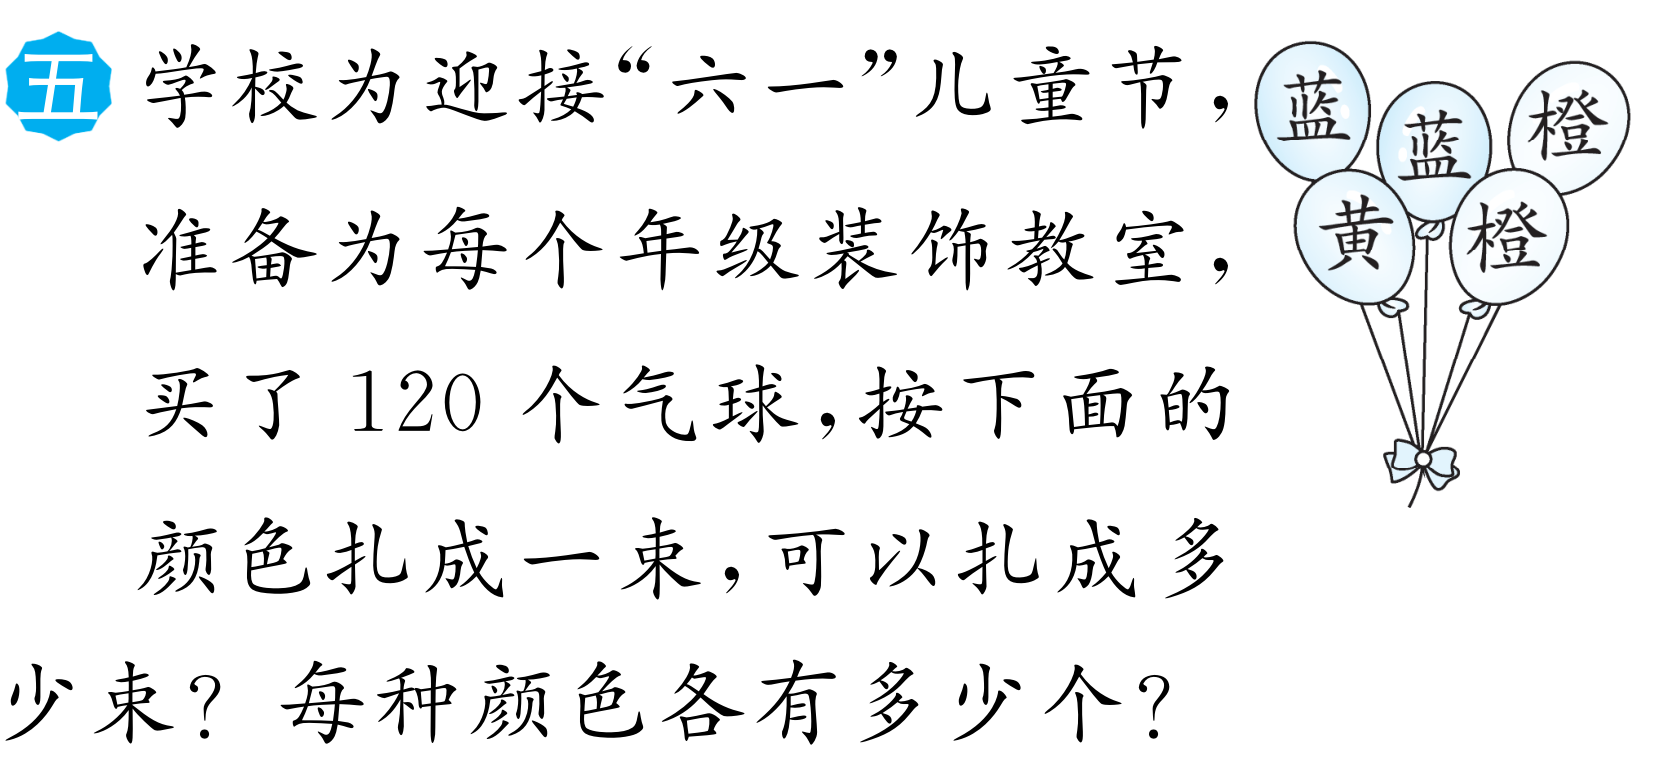 五 学校为迎接“六一”儿童节，
准备为每个年级装饰教室，
买了 120 个气球，按下面的
颜色扎成一束，可以扎成多
少束？每种颜色各有多少个？
蓝 蓝 橙
黄 橙